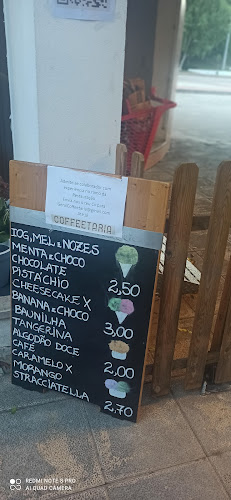 COFFEETARIA
IOG, MEL & NOZES
MENTA & CHOCO
CHOCOLATE
PISTÁCHIO
CHEESECAKE X
BANANA & CHOCO
BAUNILHA
TANGERINA
ALGODÃO DOCE
CAFÉ
CARAMELO X
MORANGO
STRACCIATELLA
2,50
3,00
2,00
2,70
REDMI NOTE 8 PRO
AI QUAD CAMERA